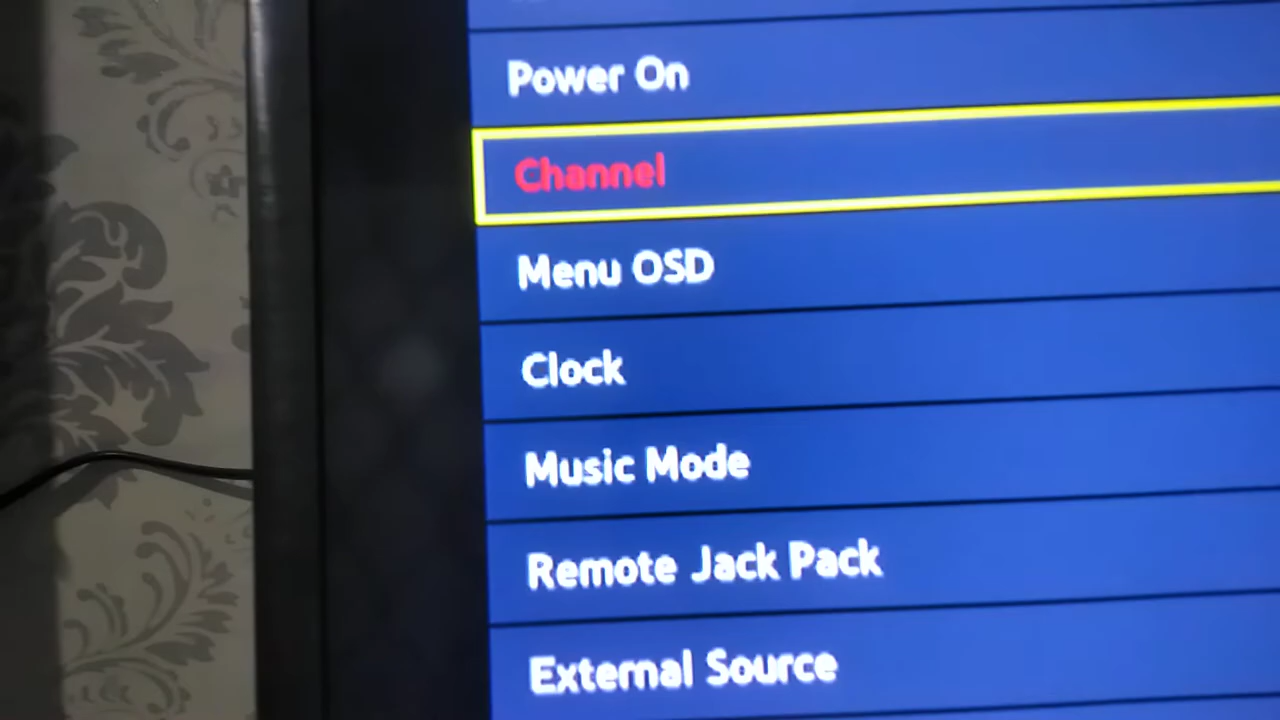 Power On
Channel
Menu OSD
Clock
Music Mode
Remote Jack Pack
External Source